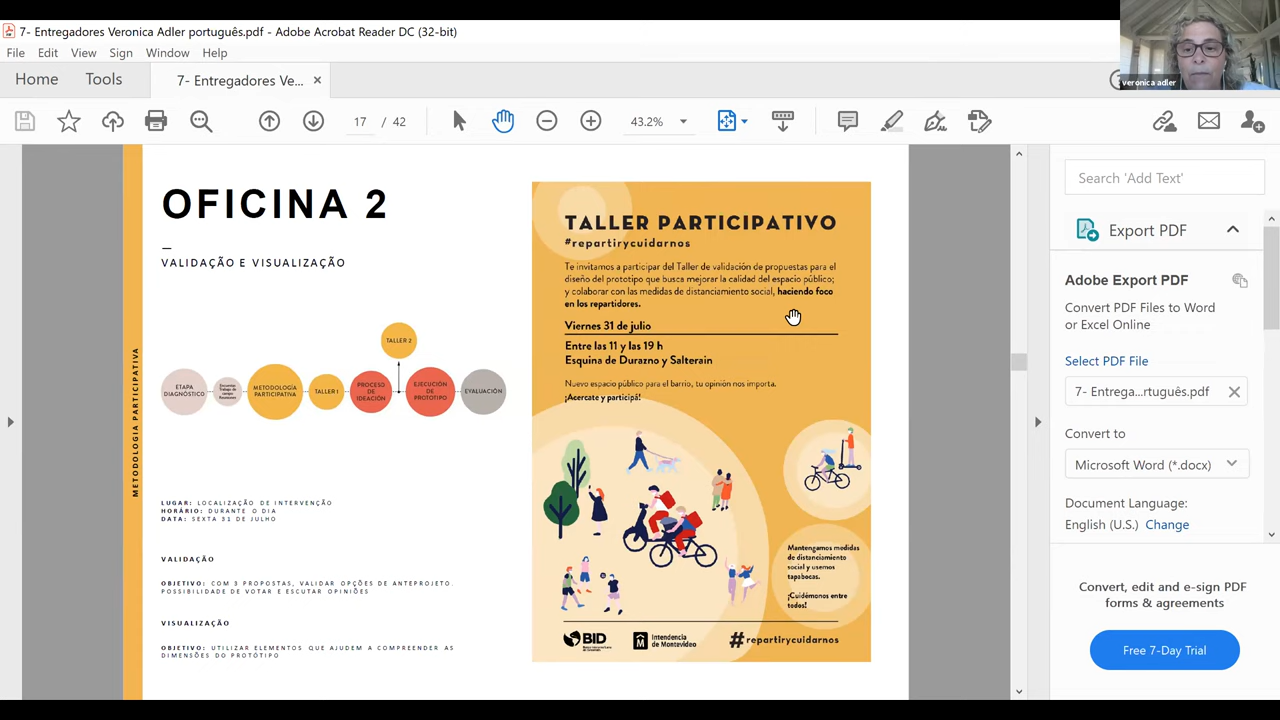 7- Entregadores Veronica Adler português.pdf - Adobe Acrobat Reader DC (32-bit)
File Edit View Sign Window Help
Home Tools 7- Entregadores Ve... ×
17 / 42 43.2%
veronica adler
OFICINA 2
VALIDAÇÃO E VISUALIZAÇÃO
METODOLOGIA PARTICIPATIVA
TALLER 2
ETAPA
DIAGNÓSTICO
Encuestas
Trabajo de
campo
Reuniones
METODOLOGÍA
PARTICIPATIVA
TALLER I
PROCESO
DE
IDEACIÓN
EJECUCIÓN
DE
PROTOTIPO
EVALUACIÓN
LUGAR: LOCALIZAÇÃO DE INTERVENÇÃO
HORÁRIO: DURANTE O DIA
DATA: SEXTA 31 DE JULHO
VALIDAÇÃO
OBJETIVO: COM 3 PROPOSTAS, VALIDAR OPÇÕES DE ANTEPROJETO.
POSSIBILIDADE DE VOTAR E ESCUTAR OPINIÕES
VISUALIZAÇÃO
OBJETIVO: UTILIZAR ELEMENTOS QUE AJUDEM A COMPREENDER AS
DIMENSÕES DO PROTÓTIPO
TALLER PARTICIPATIVO
#repartirycuidarnos
Te invitamos a participar del Taller de validación de propuestas para el
diseño del prototipo que busca mejorar la calidad del espacio público;
y colaborar con las medidas de distanciamiento social, haciendo foco
en los repartidores.
Viernes 31 de julio
Entre las 11 y las 19 h
Esquina de Durazno y Salterain
Nuevo espacio público para el barrio, tu opinión nos importa.
¡Acercate y participá!
Mantengamos medidas
de distanciamiento
social y usemos
tapabocas.
¡Cuidémonos entre
todos!
BID
Intendencia
de Montevideo
#repartirycuidarnos
Search 'Add Text'
Export PDF
Adobe Export PDF
Convert PDF Files to Word
or Excel Online
Select PDF File
7- Entrega...rtuguês.pdf
Convert to
Microsoft Word (*.docx)
Document Language:
English (U.S.) Change
Convert, edit and e-sign PDF
forms & agreements
Free 7-Day Trial